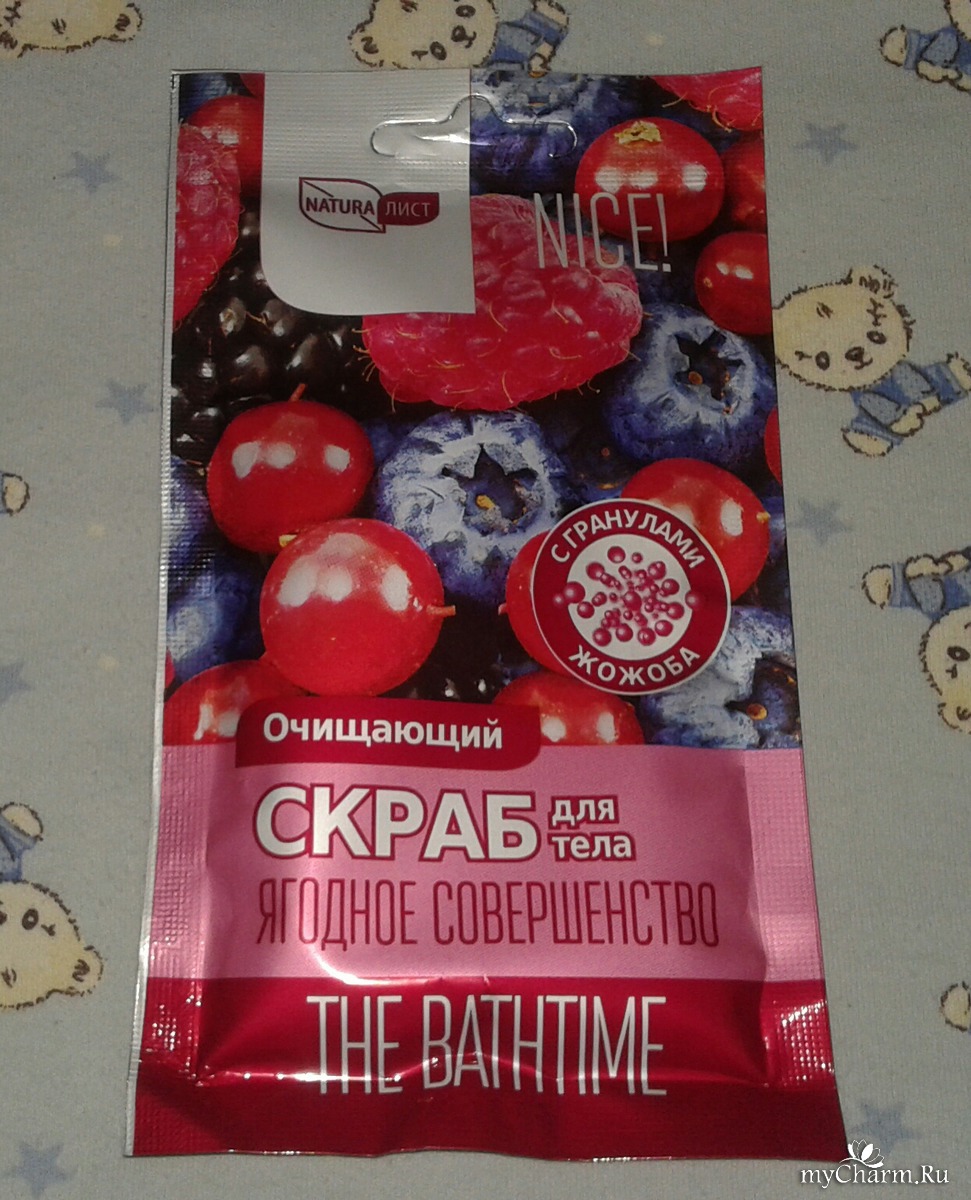 NATURA ЛИСТ
NICE!
С ГРАНУЛАМИ
ЖОЖОБА
Очищающий
СКРАБ для
тела
ЯГОДНОЕ СОВЕРШЕНСТВО
THE BATHTIME
myCharm.Ru